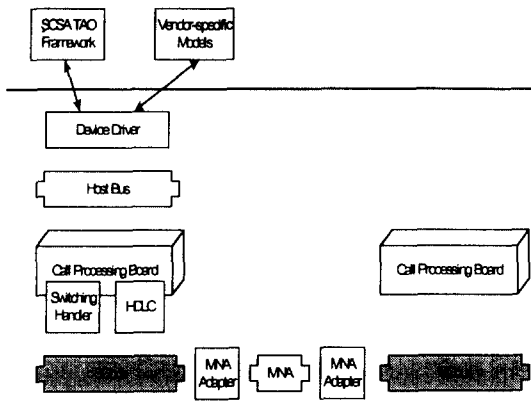 SCSA TAO
Framework
Vendor-specific
Models
Device Driver
Host Bus
Call Processing Board
Call Processing Board
Switching
Handler
HDLC
MNA
Adapter
MNA
MNA
Adapter